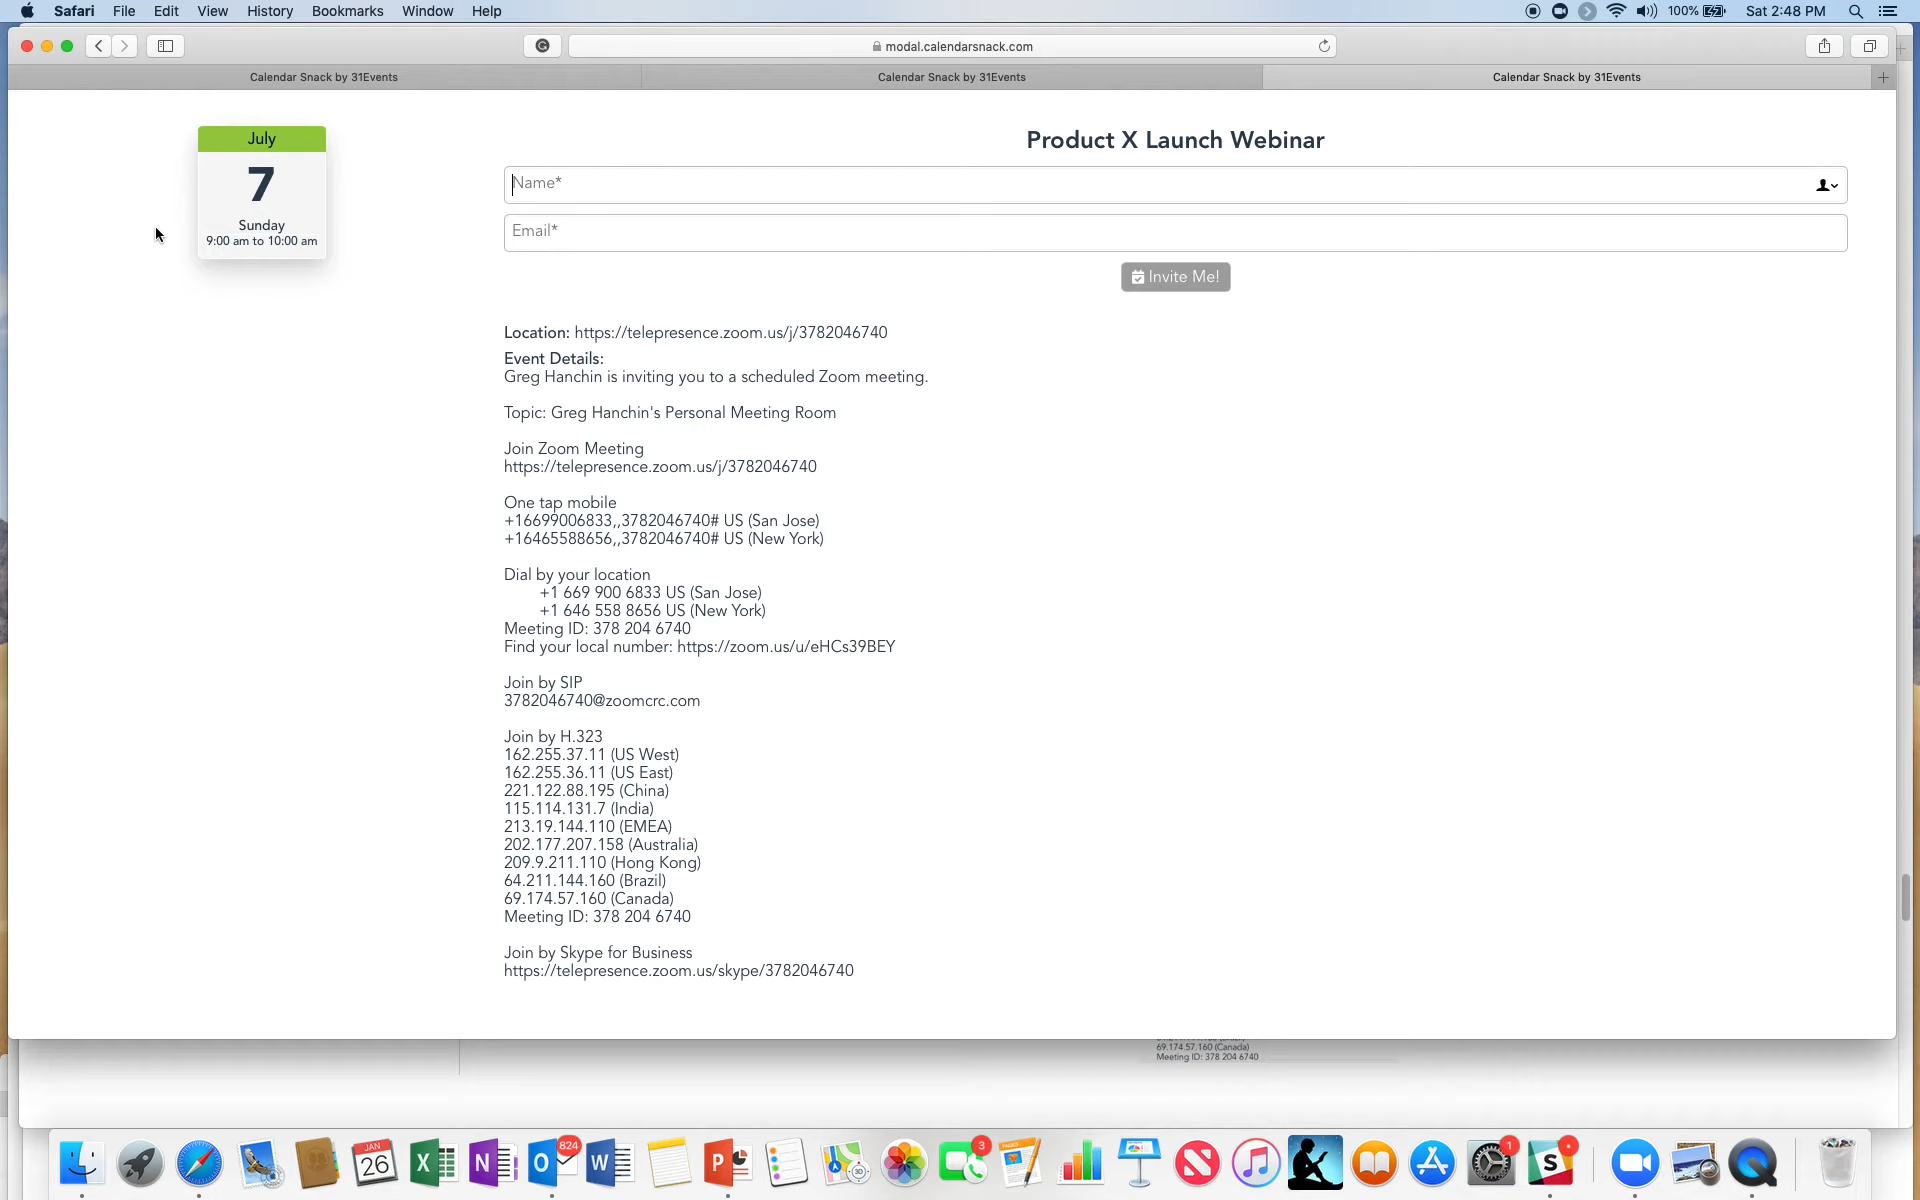 Safari File Edit View History Bookmarks Window Help 100% Sat 2:48 PM
modal.calendarsnack.com
Calendar Snack by 31Events Calendar Snack by 31Events Calendar Snack by 31Events
July
7
Sunday
9:00 am to 10:00 am
Product X Launch Webinar
Name*
Email*
Invite Me!
Location: https://telepresence.zoom.us/j/3782046740
Event Details:
Greg Hanchin is inviting you to a scheduled Zoom meeting.
Topic: Greg Hanchin's Personal Meeting Room
Join Zoom Meeting
https://telepresence.zoom.us/j/3782046740
One tap mobile
+16699006833,,3782046740# US (San Jose)
+16465588656,,3782046740# US (New York)
Dial by your location
+1 669 900 6833 US (San Jose)
+1 646 558 8656 US (New York)
Meeting ID: 378 204 6740
Find your local number: https://zoom.us/u/eHCs39BEY
Join by SIP
3782046740@zoomcrc.com
Join by H.323
162.255.37.11 (US West)
162.255.36.11 (US East)
221.122.88.195 (China)
115.114.131.7 (India)
213.19.144.110 (EMEA)
202.177.207.158 (Australia)
209.9.211.110 (Hong Kong)
64.211.144.160 (Brazil)
69.174.57.160 (Canada)
Meeting ID: 378 204 6740
Join by Skype for Business
https://telepresence.zoom.us/skype/3782046740
69.174.57.160 (Canada)
Meeting ID: 378 204 6740
JAN
26
X
N
O
824
W
P
3D
3
PAGES
1
S